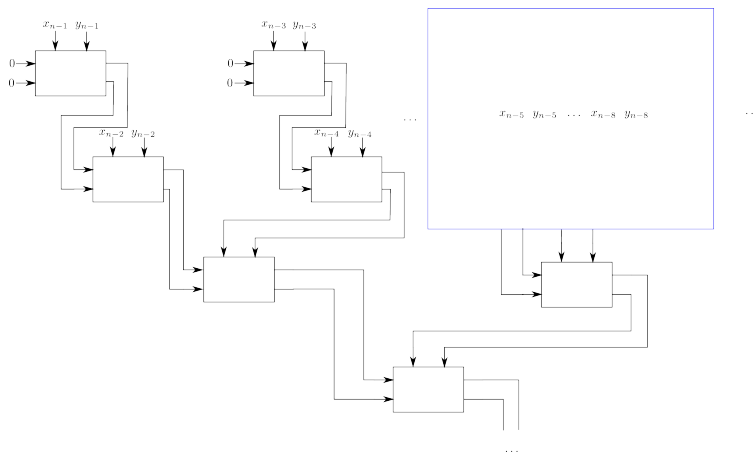 x_{n-1} y_{n-1} x_{n-3} y_{n-3}
0 0
0 0
... x_{n-5} y_{n-5} ... x_{n-8} y_{n-8} ...
x_{n-2} y_{n-2} x_{n-4} y_{n-4}
...